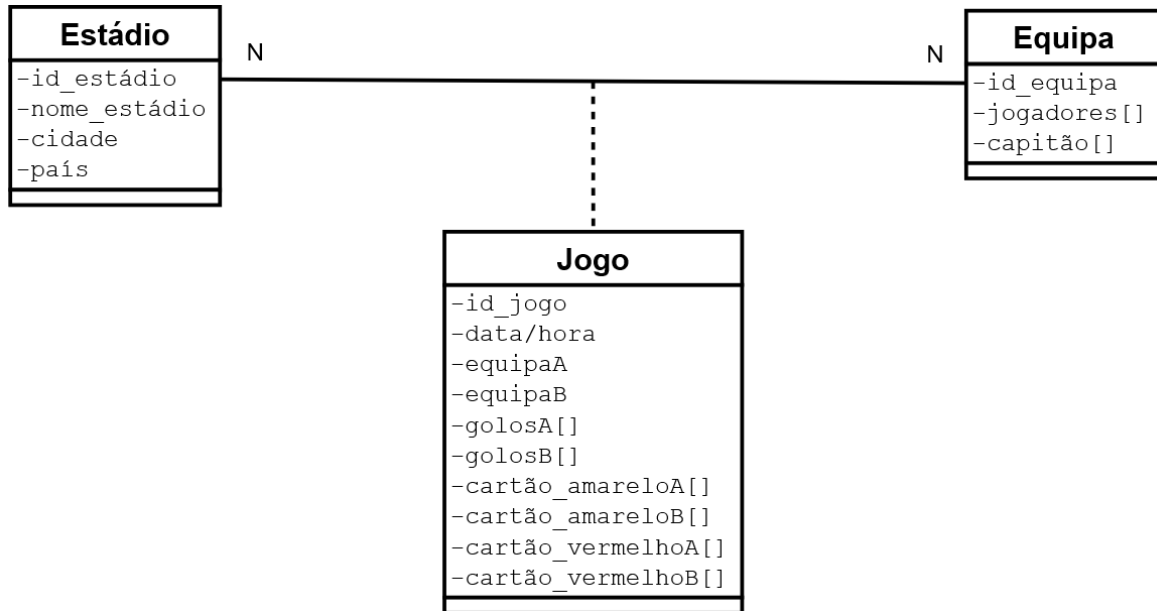 Estádio
-id_estádio
-nome_estádio
-cidade
-país
N
N
Equipa
-id_equipa
-jogadores[]
-capitão[]
Jogo
-id_jogo
-data/hora
-equipaA
-equipaB
-golosA[]
-golosB[]
-cartão_amareloA[]
-cartão_amareloB[]
-cartão_vermelhoA[]
-cartão_vermelhoB[]